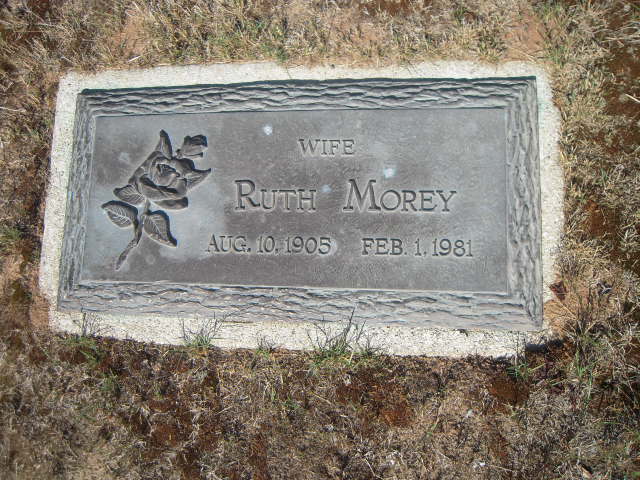 WIFE
RUTH MOREY
AUG. 10, 1905 FEB. 1, 1981